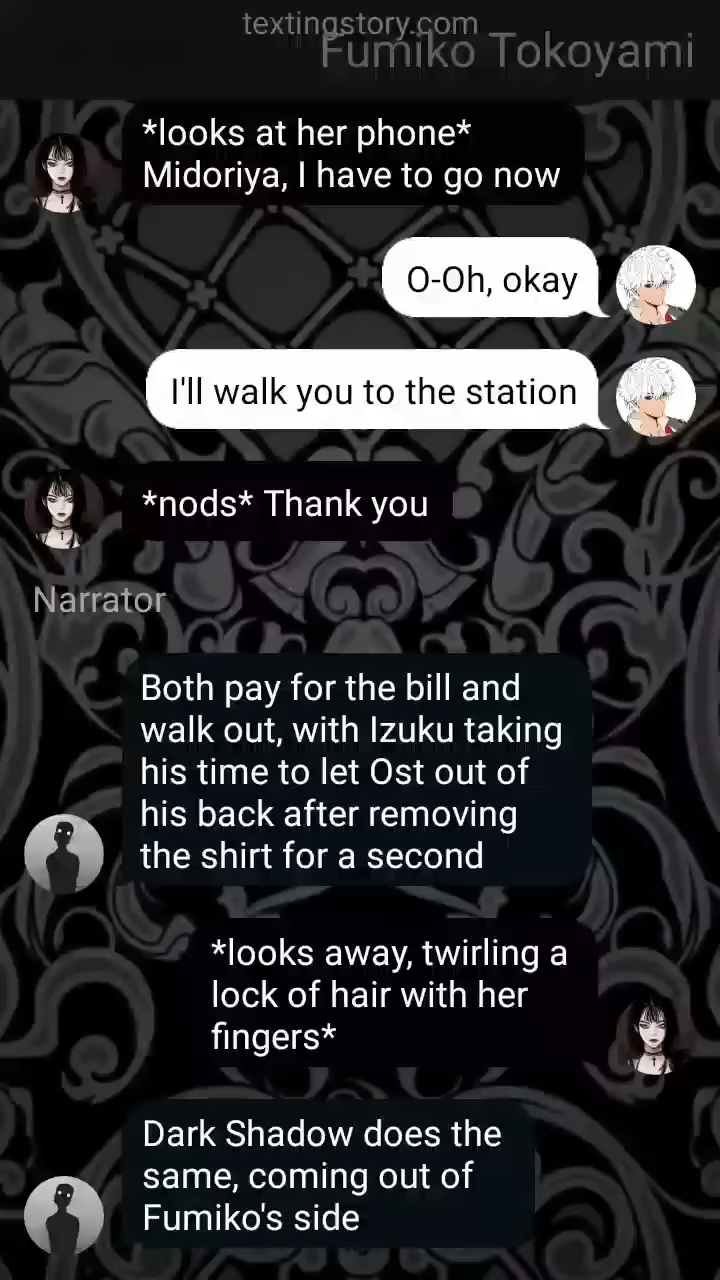 textingstory.com
Fumiko Tokoyami
*looks at her phone*
Midoriya, I have to go now
O-Oh, okay
I'll walk you to the station
*nods* Thank you
Narrator
Both pay for the bill and
walk out, with Izuku taking
his time to let Ost out of
his back after removing
the shirt for a second
*looks away, twirling a
lock of hair with her
fingers*
Dark Shadow does the
same, coming out of
Fumiko's side